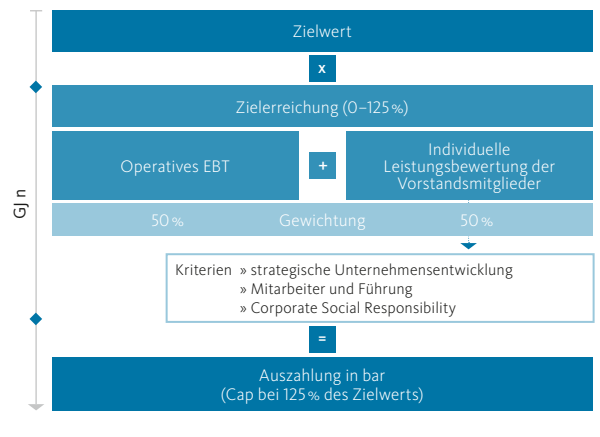 Zielwert
x
Zielerreichung (0–125 %)
Operatives EBT
+
Individuelle
Leistungsbewertung der
Vorstandsmitglieder
50 % Gewichtung 50 %
GJ n
Kriterien » strategische Unternehmensentwicklung
» Mitarbeiter und Führung
» Corporate Social Responsibility
=
Auszahlung in bar
(Cap bei 125 % des Zielwerts)